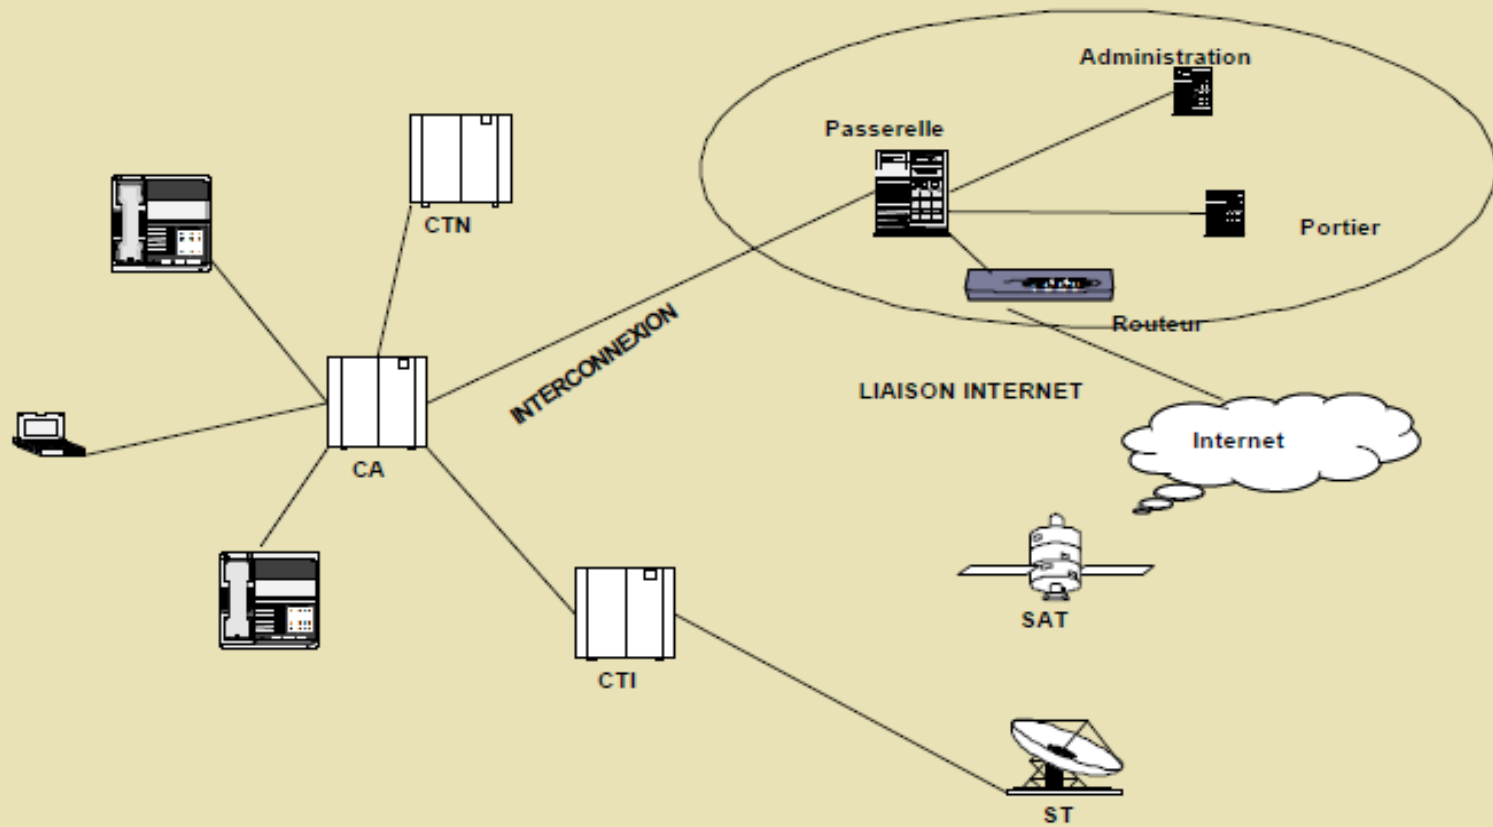 Administration
Passerelle
CTN
Portier
INTERCONNEXION
Routeur
LIAISON INTERNET
Internet
CA
SAT
CTI
ST